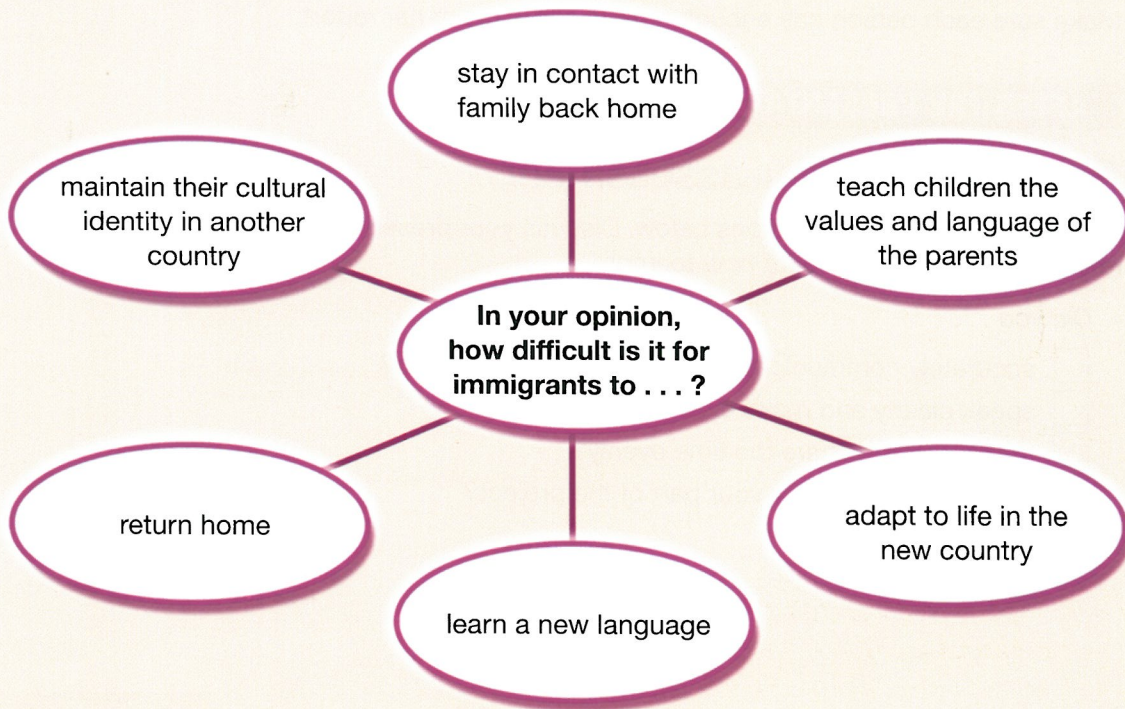 stay in contact with
family back home
maintain their cultural
identity in another
country
teach children the
values and language of
the parents
In your opinion,
how difficult is it for
immigrants to . . . ?
return home
adapt to life in the
new country
learn a new language